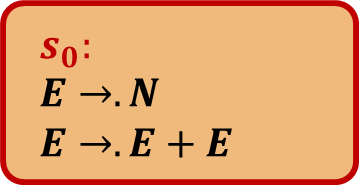 s₀:
E →. N
E →. E + E